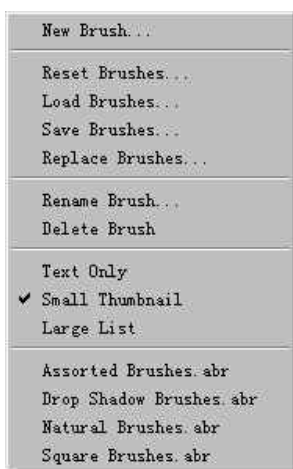 New Brush...
Reset Brushes...
Load Brushes...
Save Brushes...
Replace Brushes...
Rename Brush...
Delete Brush
Text Only
Small Thumbnail
Large List
Assorted Brushes.abr
Drop Shadow Brushes.abr
Natural Brushes.abr
Square Brushes.abr